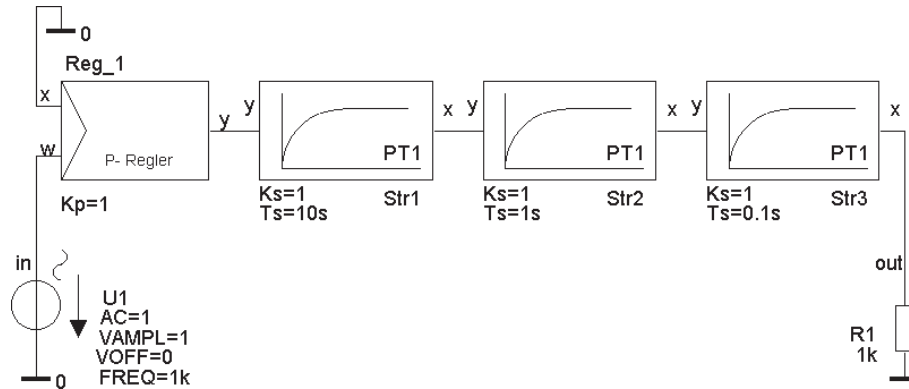 0
Reg_1
x
w
P- Regler
y
Kp=1
y
PT1
Ks=1
Ts=10s
Str1
x
y
PT1
Ks=1
Ts=1s
Str2
x
y
PT1
Ks=1
Ts=0.1s
Str3
x
in
U1
AC=1
VAMPL=1
VOFF=0
FREQ=1k
0
out
R1
1k